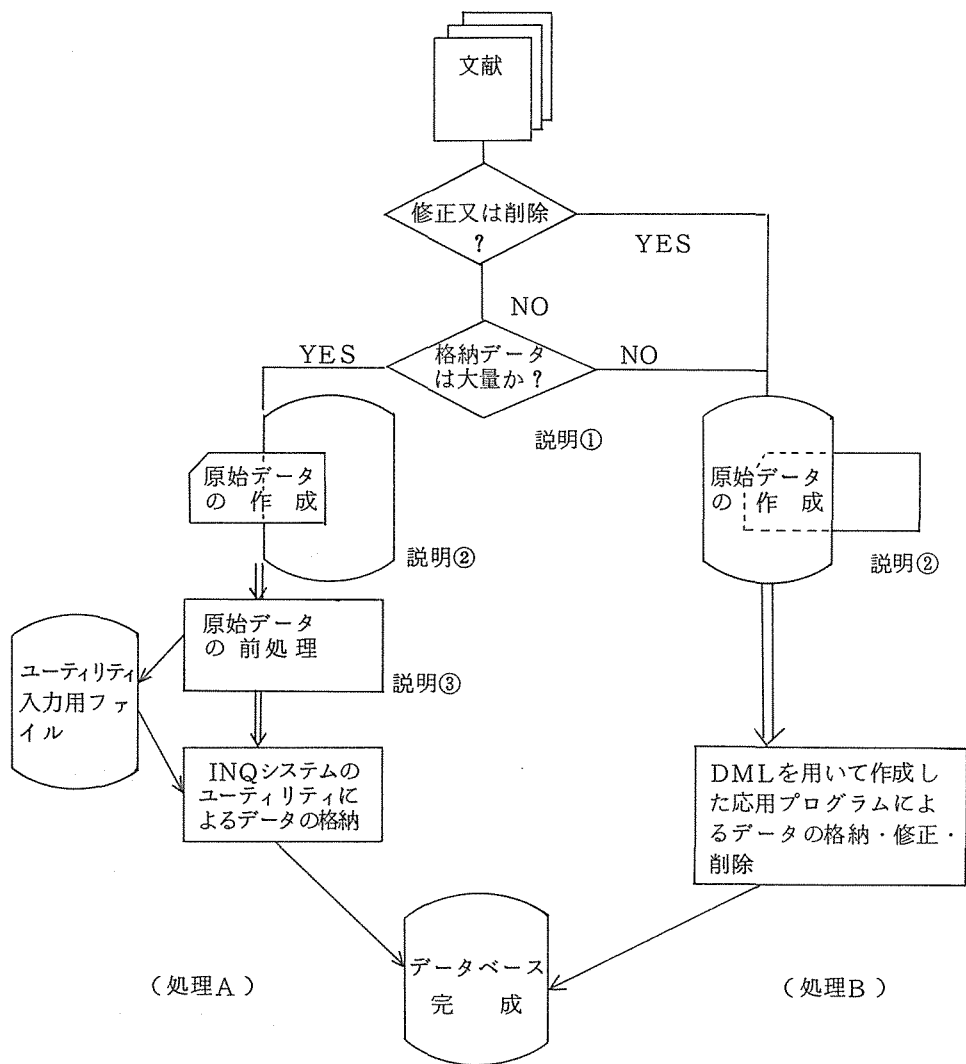 文献
修正又は削除
?
YES
NO
YES
格納データ
は大量か?
NO
説明①
原始データ
の作成
説明②
原始データ
の作成
説明②
原始データ
の前処理
説明③
ユーティリティ
入力用ファ
イル
INQシステムの
ユーティリティに
よるデータの格納
DMLを用いて作成し
た応用プログラムによ
るデータの格納・修正・
削除
(処理A)
データベース
完成
(処理B)